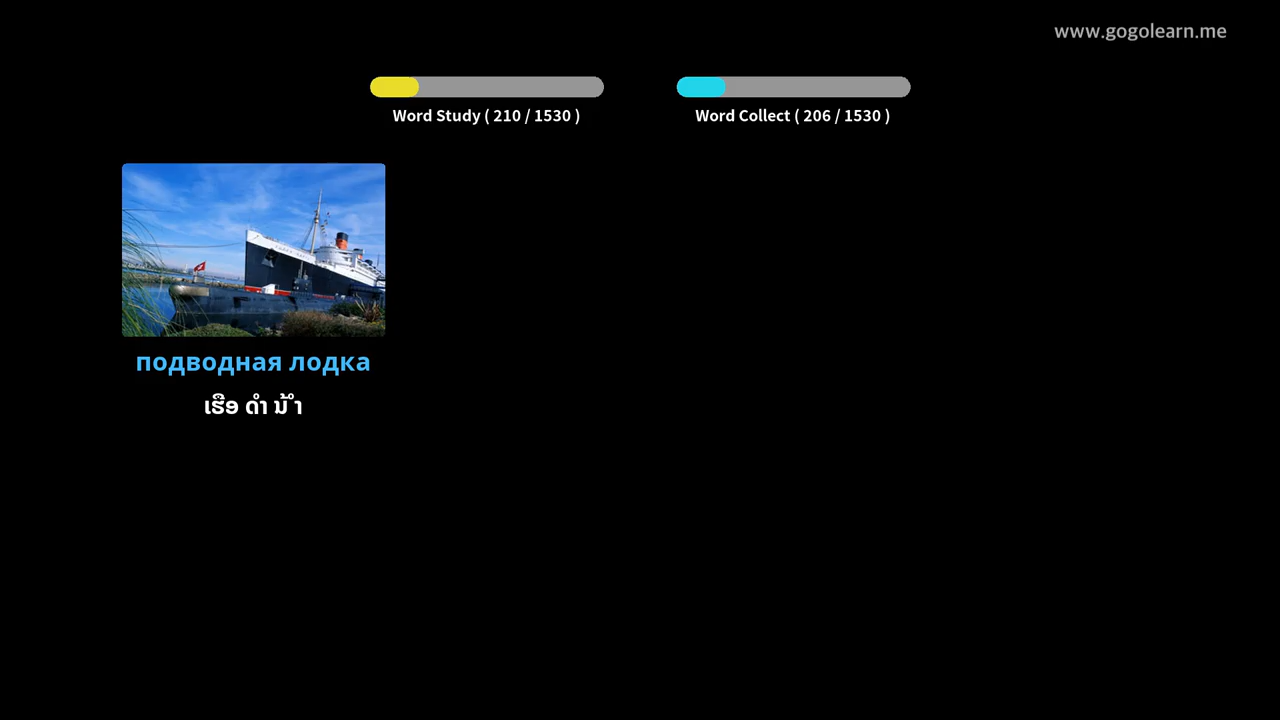 www.gogolearn.me
Word Study ( 210 / 1530 )
Word Collect ( 206 / 1530 )
подводная лодка
ເຮືອ ດຳ ນ້ ຳ